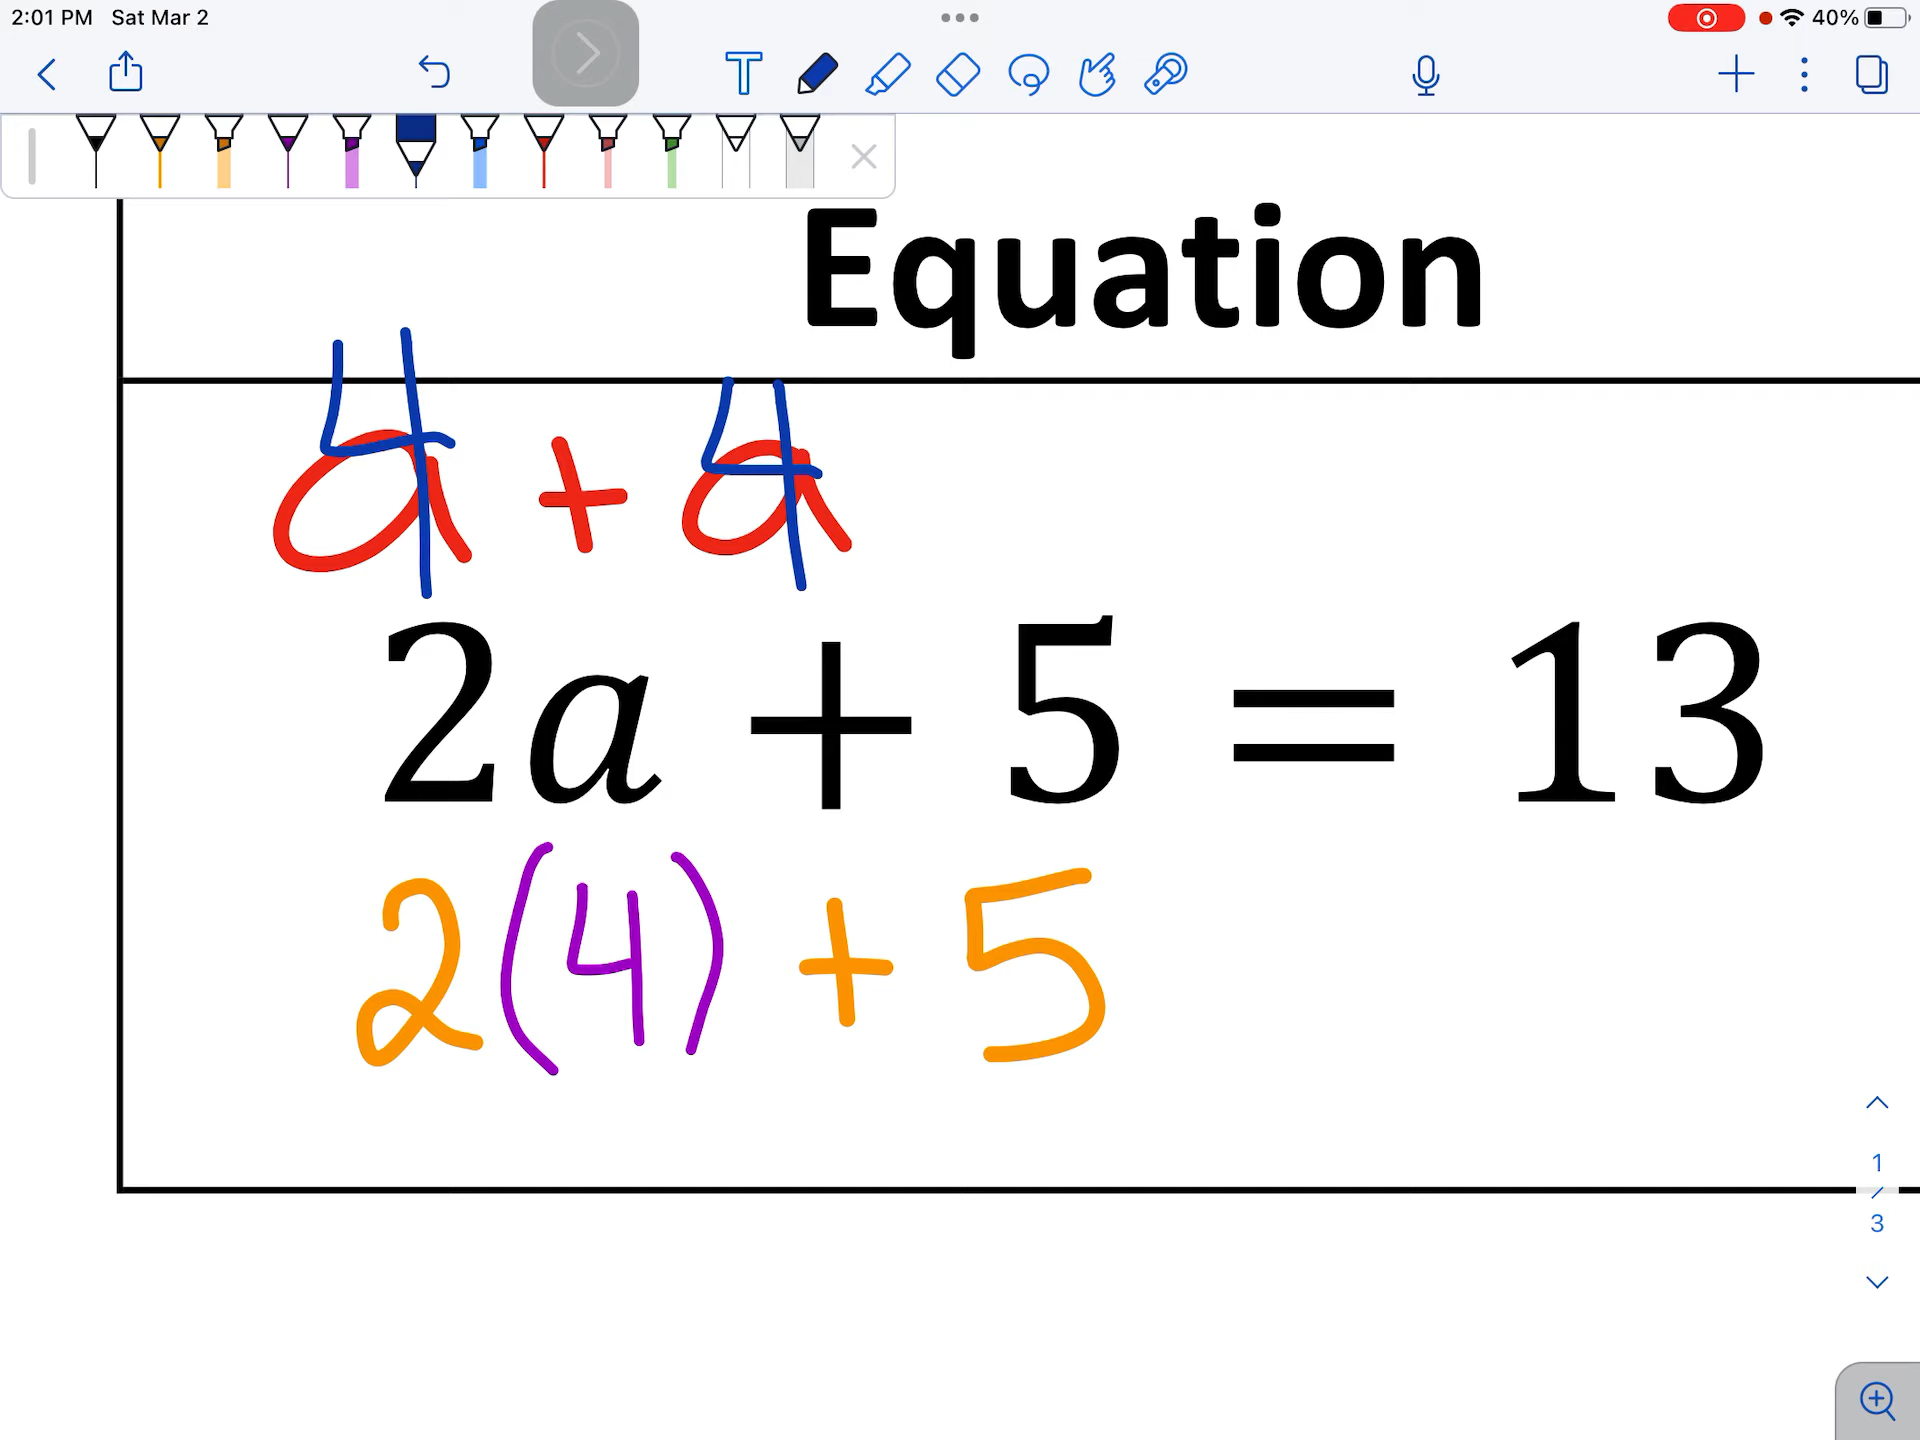 2:01 PM Sat Mar 2
40%
T
Equation
a + a
4 4
2a + 5 = 13
2(4) + 5
1
/
3